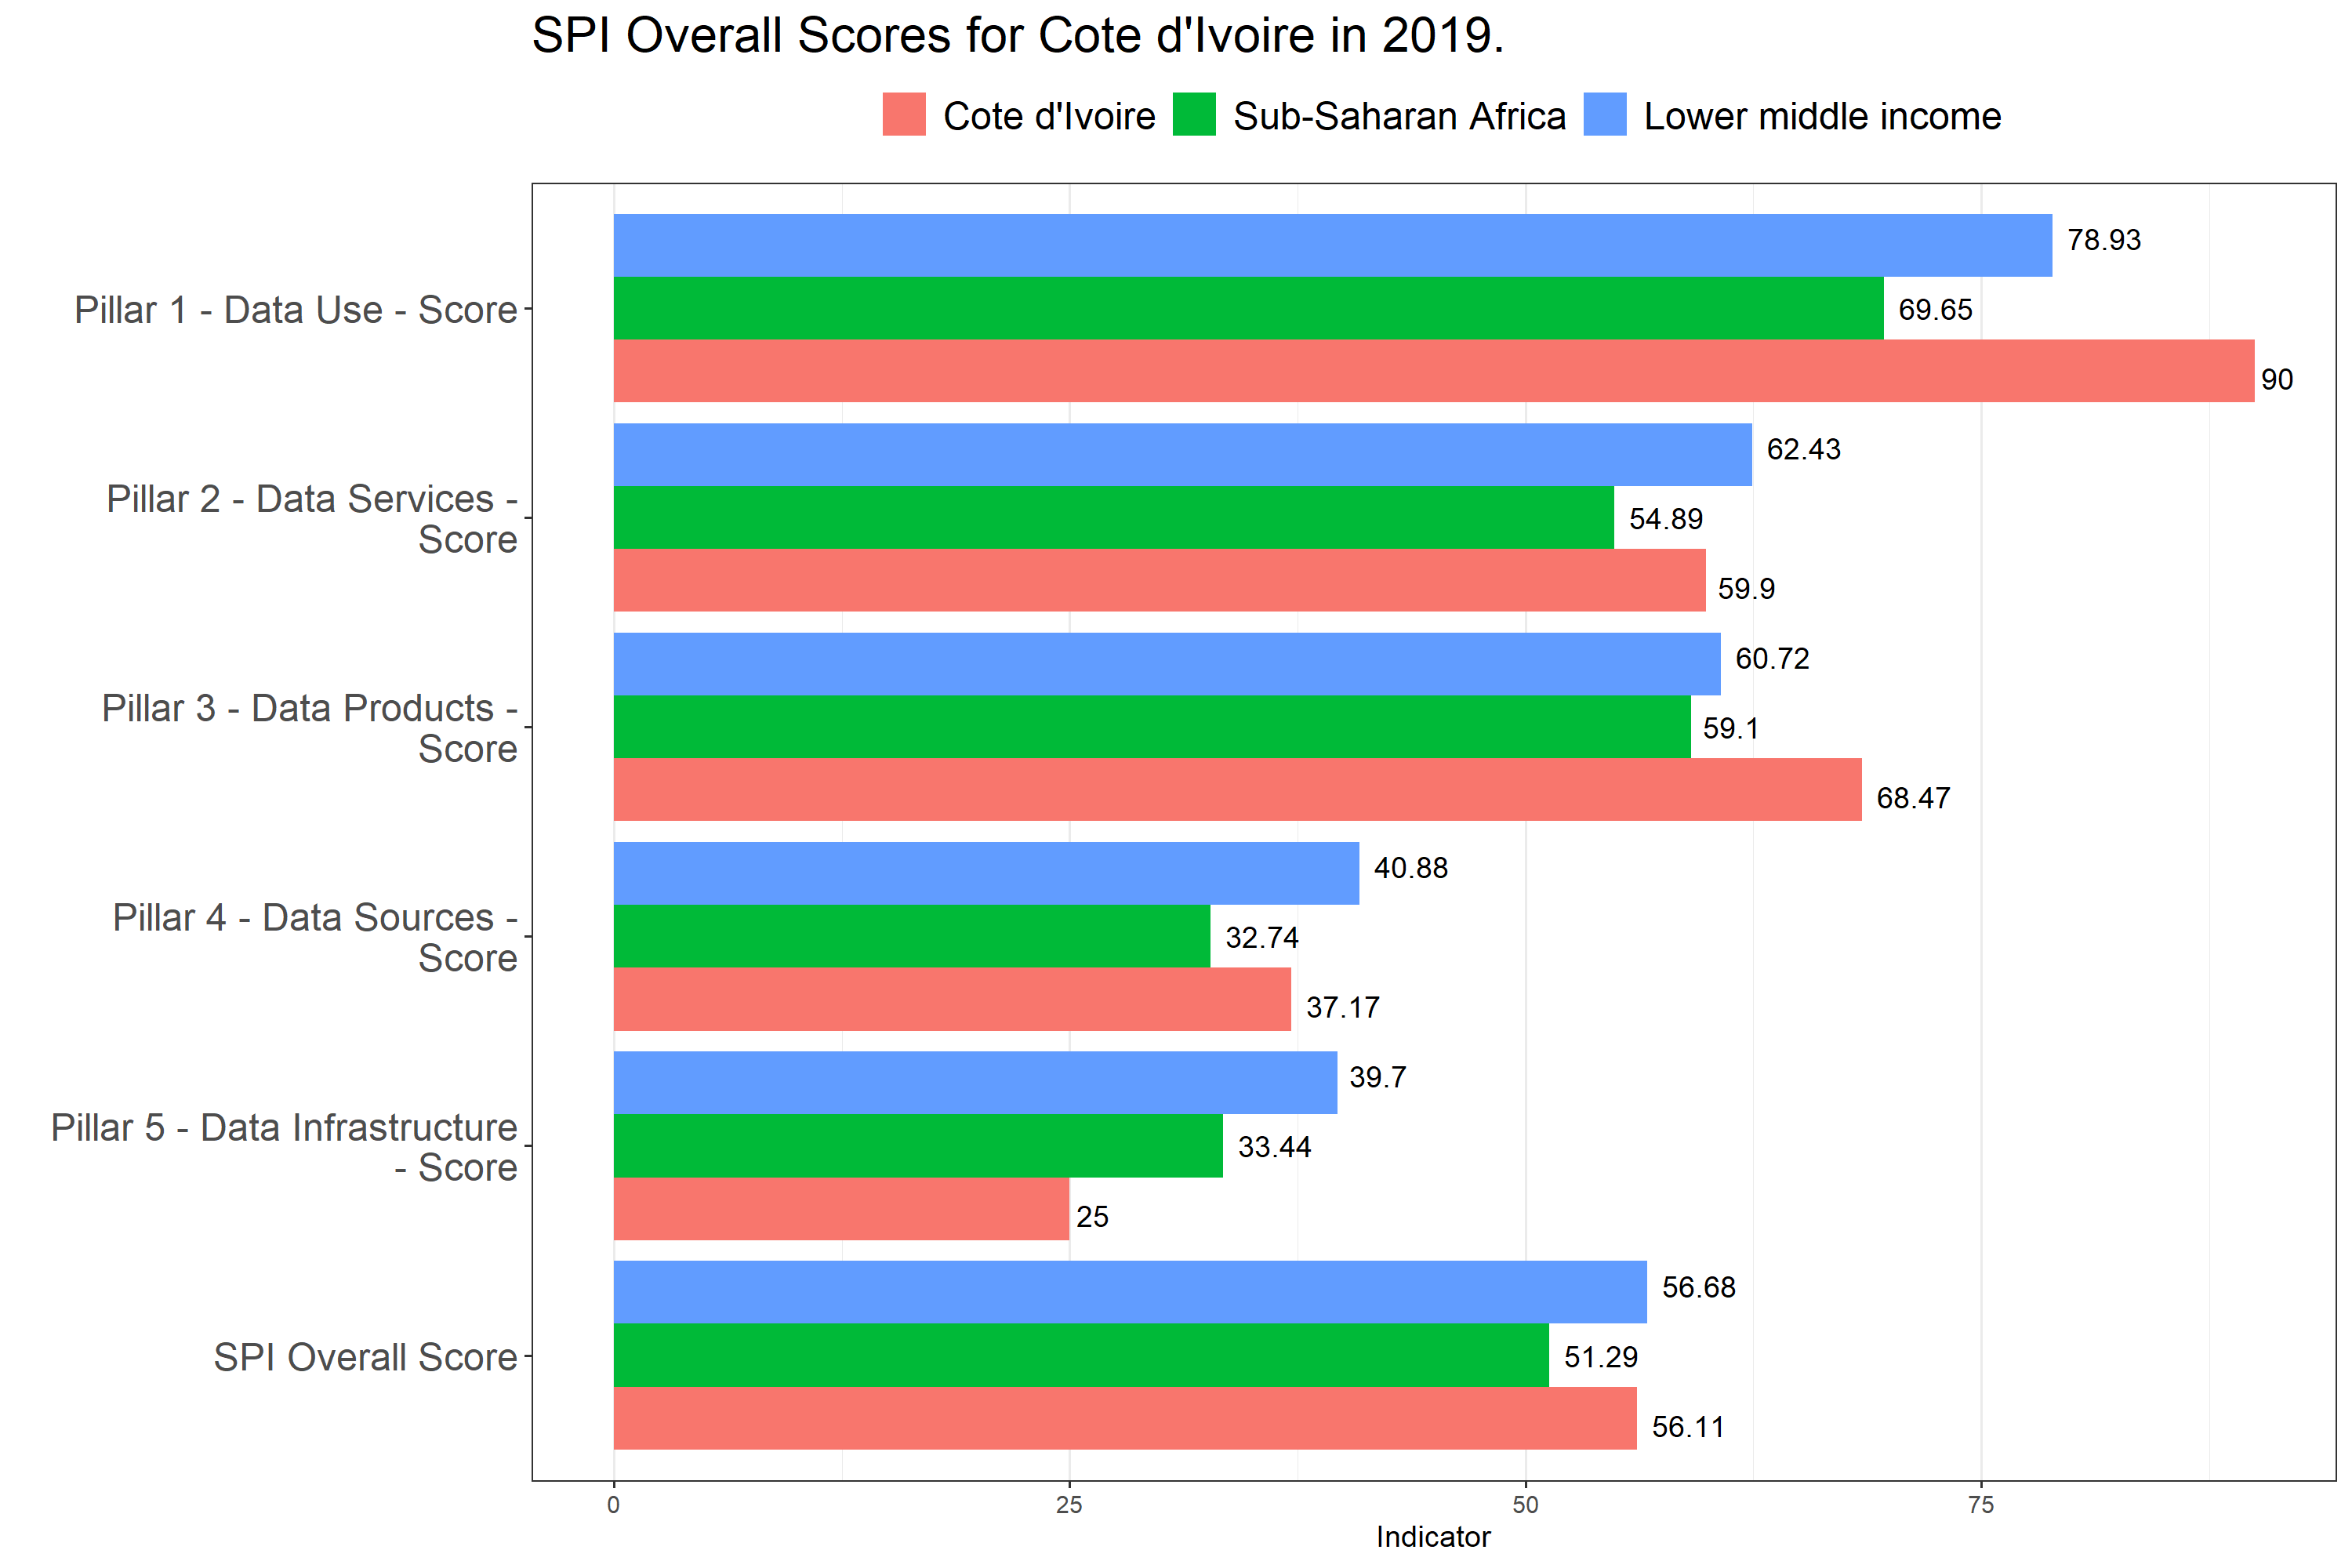 SPI Overall Scores for Cote d'Ivoire in 2019.
Cote d'Ivoire
Sub-Saharan Africa
Lower middle income
Pillar 1 - Data Use - Score
78.93
69.65
90
Pillar 2 - Data Services -
Score
62.43
54.89
59.9
Pillar 3 - Data Products -
Score
60.72
59.1
68.47
Pillar 4 - Data Sources -
Score
40.88
32.74
37.17
Pillar 5 - Data Infrastructure
- Score
39.7
33.44
25
SPI Overall Score
56.68
51.29
56.11
0
25
50
75
Indicator